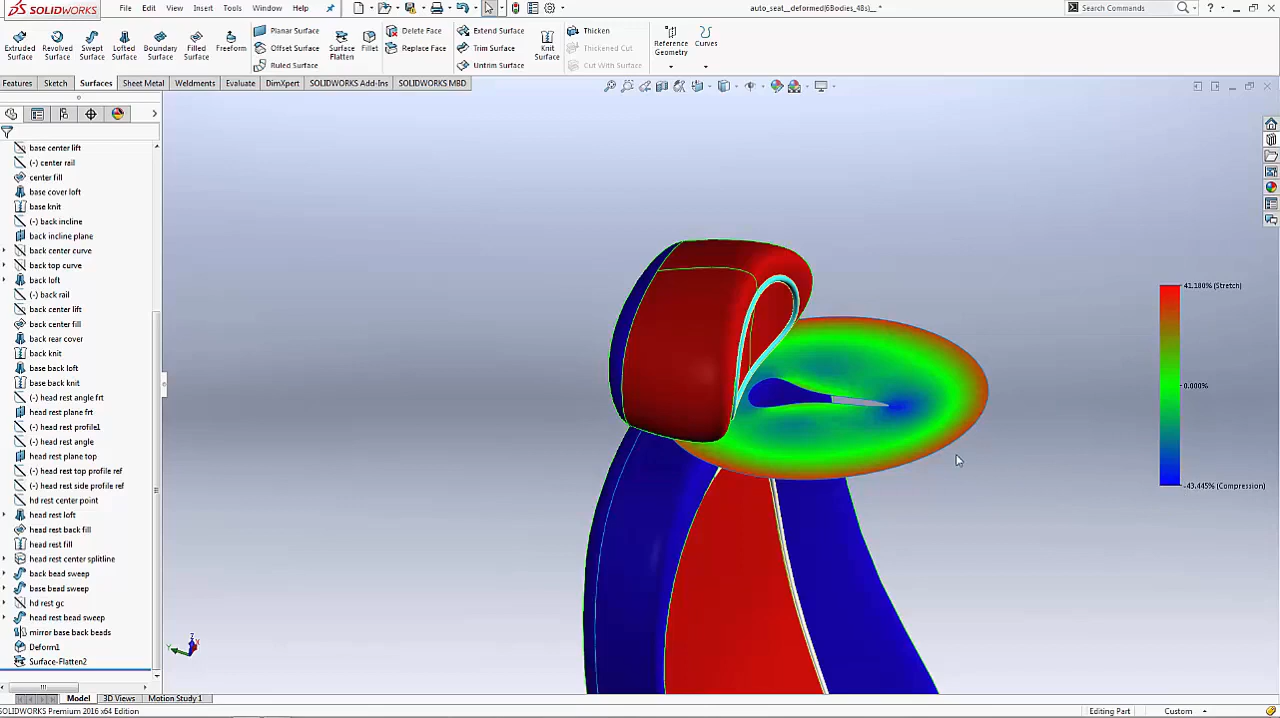 SOLIDWORKS File Edit View Insert Tools Window Help auto_seat__deformed(6Bodies_48s)...* Search Commands
Extruded Surface
Revolved Surface
Swept Surface
Lofted Surface
Boundary Surface
Filled Surface
Freeform
Planar Surface
Offset Surface
Ruled Surface
Surface Flatten
Fillet
Delete Face
Replace Face
Extend Surface
Trim Surface
Untrim Surface
Knit Surface
Thicken
Thickened Cut
Cut With Surface
Reference Geometry
Curves
Features Sketch Surfaces Sheet Metal Weldments Evaluate DimXpert SOLIDWORKS Add-Ins SOLIDWORKS MBD
base center lift
(-) center rail
center fill
base cover loft
base knit
(-) back incline
back incline plane
back center curve
back top curve
back loft
(-) back rail
back center lift
back center fill
back rear cover
back knit
back back loft
base back knit
(-) head rest angle frt
head rest plane frt
(-) head rest profile1
(-) head rest angle
head rest plane top
(-) head rest top profile ref
(-) head rest side profile ref
hd rest center point
head rest loft
head rest back fill
head rest fill
head rest center splitline
back bead sweep
base bead sweep
hd rest gc
head rest bead sweep
mirror base back beads
Deform1
Surface-Flatten2
41.180% (Stretch)
0.000%
-43.445% (Compression)
Z
X
Y
Model 3D Views Motion Study 1
SOLIDWORKS Premium 2016 x64 Edition Editing Part Custom